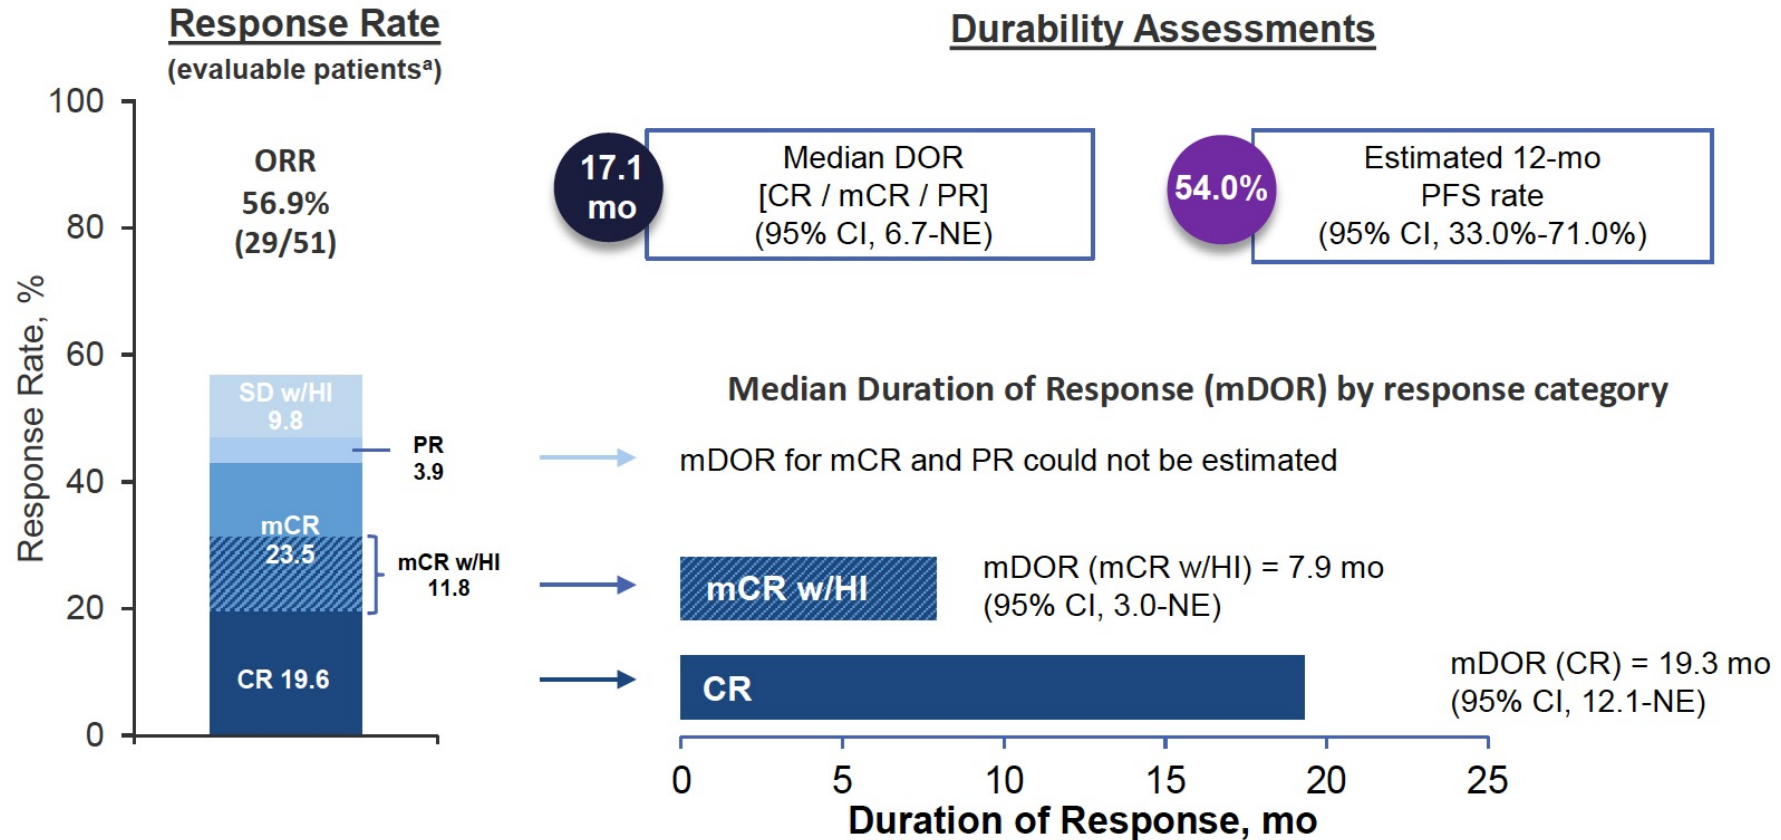 Response Rate
(evaluable patientsᵃ)
Durability Assessments
Response Rate, %
100
80
60
40
20
0
ORR
56.9%
(29/51)
SD w/HI
9.8
PR
3.9
mCR
23.5
mCR w/HI
11.8
CR 19.6
17.1
mo
Median DOR
[CR / mCR / PR]
(95% CI, 6.7-NE)
54.0%
Estimated 12-mo
PFS rate
(95% CI, 33.0%-71.0%)
Median Duration of Response (mDOR) by response category
mDOR for mCR and PR could not be estimated
mCR w/HI
mDOR (mCR w/HI) = 7.9 mo
(95% CI, 3.0-NE)
CR
mDOR (CR) = 19.3 mo
(95% CI, 12.1-NE)
0 5 10 15 20 25
Duration of Response, mo